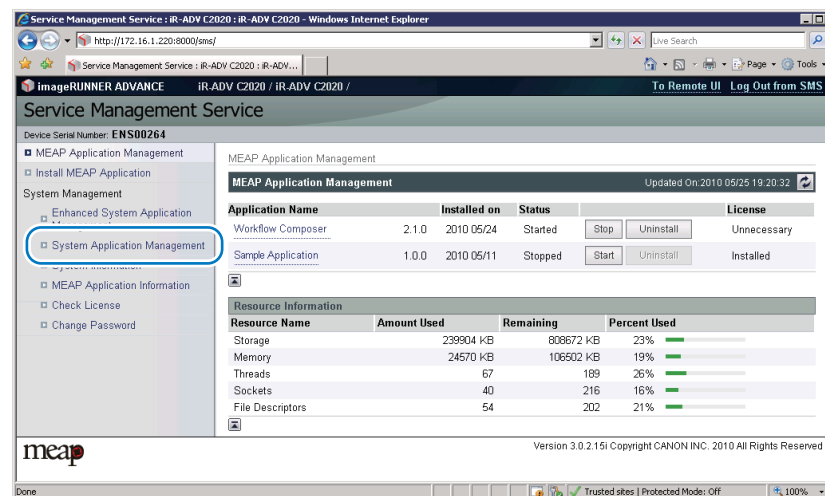 Service Management Service : iR-ADV C2020 : iR-ADV C2020 - Windows Internet Explorer
http://172.16.1.220:8000/sms/
Live Search
Service Management Service : iR-ADV C2020 : iR-ADV...
Page
Tools
imageRUNNER ADVANCE iR-ADV C2020 / iR-ADV C2020 /
To Remote UI Log Out from SMS
Service Management Service
Device Serial Number: ENS00264
MEAP Application Management
Install MEAP Application
System Management
Enhanced System Application
System Application Management
System Information
MEAP Application Information
Check License
Change Password
MEAP Application Management
MEAP Application Management Updated On:2010 05/25 19:20:32
Application Name Installed on Status License
Workflow Composer 2.1.0 2010 05/24 Started Stop Uninstall Unnecessary
Sample Application 1.0.0 2010 05/11 Stopped Start Uninstall Installed
Resource Information
Resource Name Amount Used Remaining Percent Used
Storage 239904 KB 808672 KB 23%
Memory 24570 KB 106502 KB 19%
Threads 67 189 26%
Sockets 40 216 16%
File Descriptors 54 202 21%
meap
Version 3.0.2.15i Copyright CANON INC. 2010 All Rights Reserved
Done
Trusted sites | Protected Mode: Off
100%